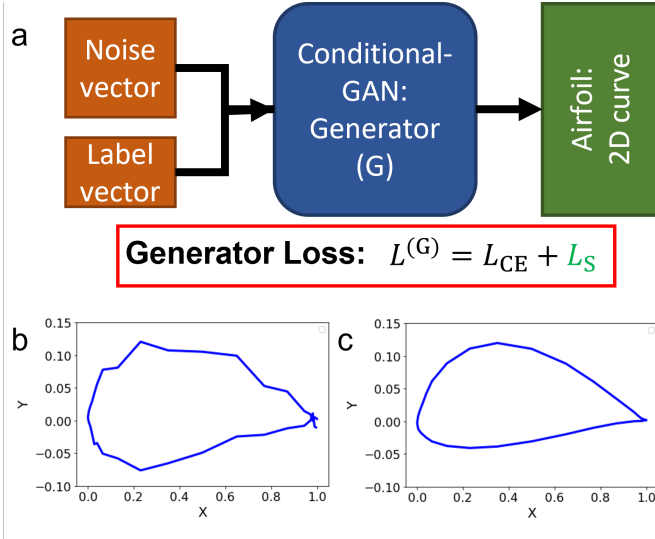 a
Noise
vector
Label
vector
Conditional-
GAN:
Generator
(G)
Airfoil:
2D curve
Generator Loss: L^(G) = L_CE + L_S
b
0.15
0.10
0.05
0.00
−0.05
−0.10
Y
0.0 0.2 0.4 0.6 0.8 1.0
X
c
0.15
0.10
0.05
0.00
−0.05
−0.10
Y
0.0 0.2 0.4 0.6 0.8 1.0
X